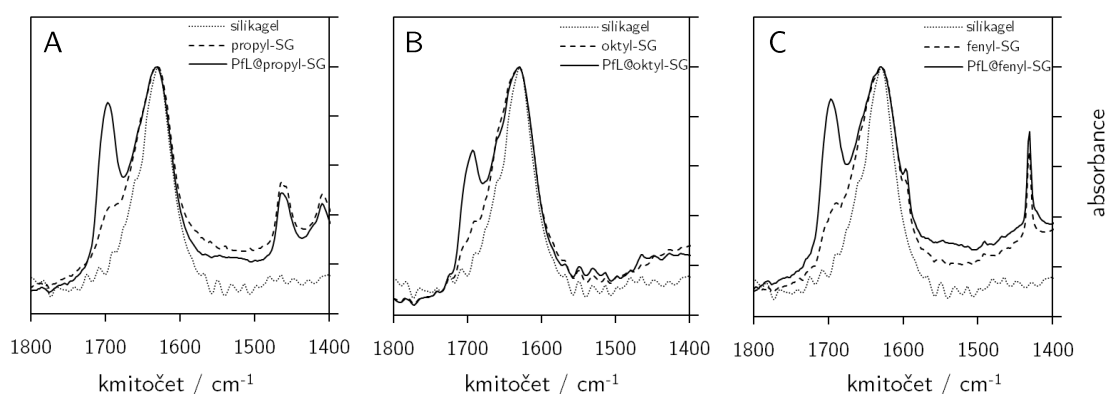 A
silikagel
propyl-SG
PfL@propyl-SG
1800 1700 1600 1500 1400
kmitočet / cm-1
B
silikagel
oktyl-SG
PfL@oktyl-SG
1800 1700 1600 1500 1400
kmitočet / cm-1
C
silikagel
fenyl-SG
PfL@fenyl-SG
1800 1700 1600 1500 1400
kmitočet / cm-1
absorbance